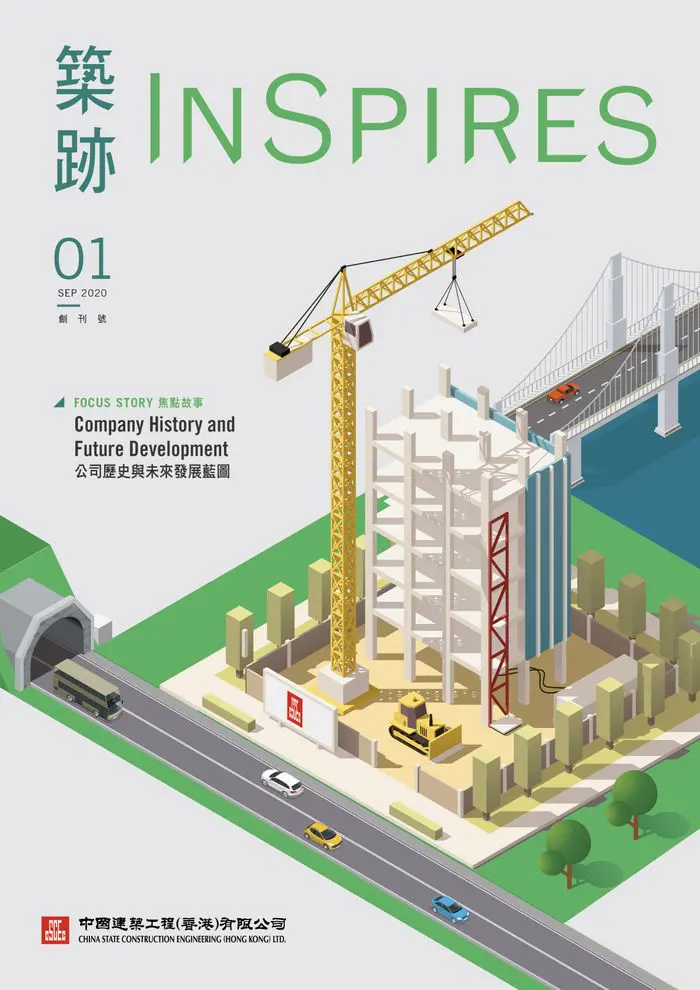 築跡
INSPIRES
01
SEP 2020
創刊號
FOCUS STORY 焦點故事
Company History and
Future Development
公司歷史與未來發展藍圖
中國建築工程(香港)有限公司
CHINA STATE CONSTRUCTION ENGINEERING (HONG KONG) LTD.